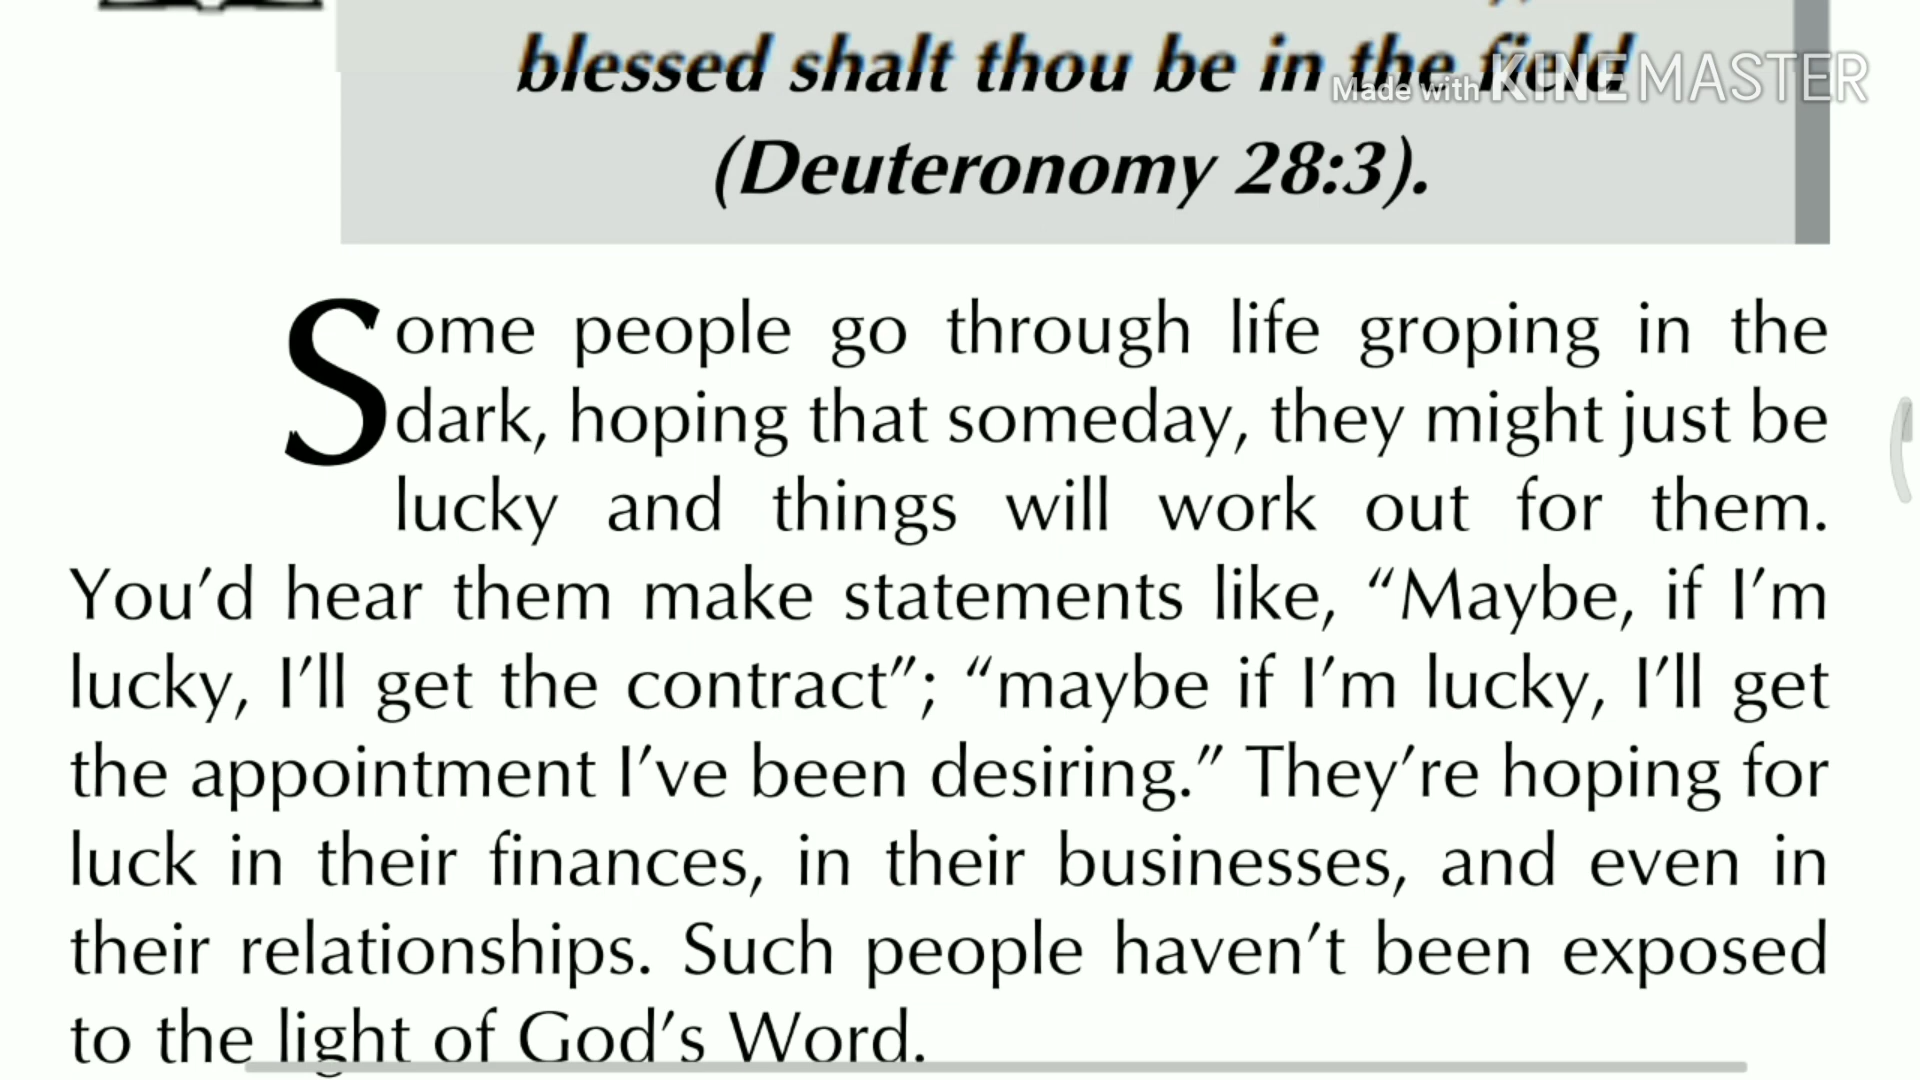 blessed shalt thou be in the field
Made with KINEMASTER
(Deuteronomy 28:3).
Some people go through life groping in the
dark, hoping that someday, they might just be
lucky and things will work out for them.
You’d hear them make statements like, “Maybe, if I’m
lucky, I’ll get the contract”; “maybe if I’m lucky, I’ll get
the appointment I’ve been desiring.” They’re hoping for
luck in their finances, in their businesses, and even in
their relationships. Such people haven’t been exposed
to the light of God’s Word.